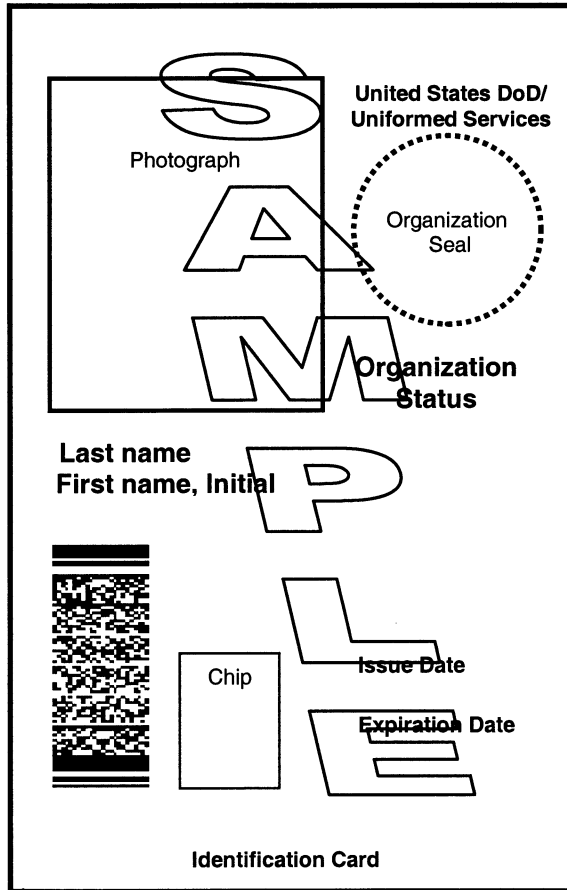 SAMPLE
United States DoD/
Uniformed Services
Photograph
Organization
Seal
Organization
Status
Last name
First name, Initial
Chip
Issue Date
Expiration Date
Identification Card